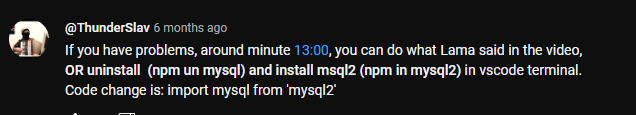 @ThunderSlav 6 months ago
If you have problems, around minute 13:00, you can do what Lama said in the video,
OR uninstall  (npm un mysql) and install msql2 (npm in mysql2) in vscode terminal.
Code change is: import mysql from 'mysql2'